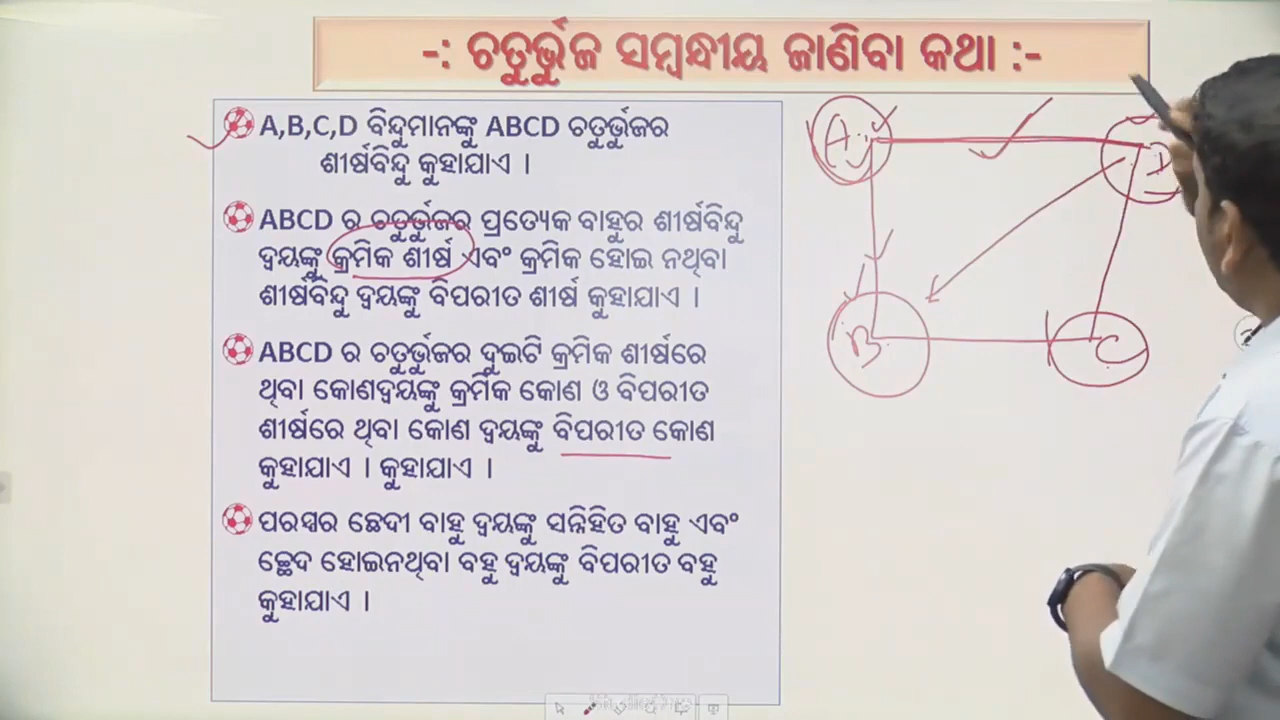 -: ଚତୁର୍ଭୁଜ ସମ୍ବନ୍ଧୀୟ ଜାଣିବା କଥା :-
A,B,C,D ବିନ୍ଦୁମାନଙ୍କୁ ABCD ଚତୁର୍ଭୁଜର
ଶୀର୍ଷବିନ୍ଦୁ କୁହାଯାଏ ।
ABCD ର ଚତୁର୍ଭୁଜର ପ୍ରତ୍ୟେକ ବାହୁର ଶୀର୍ଷବିନ୍ଦୁ
ଦ୍ୱୟଙ୍କୁ କ୍ରମିକ ଶୀର୍ଷ ଏବଂ କ୍ରମିକ ହୋଇ ନଥିବା
ଶୀର୍ଷବିନ୍ଦୁ ଦ୍ୱୟଙ୍କୁ ବିପରୀତ ଶୀର୍ଷ କୁହାଯାଏ ।
ABCD ର ଚତୁର୍ଭୁଜର ଦୁଇଟି କ୍ରମିକ ଶୀର୍ଷରେ
ଥିବା କୋଣଦ୍ୱୟଙ୍କୁ କ୍ରମିକ କୋଣ ଓ ବିପରୀତ
ଶୀର୍ଷରେ ଥିବା କୋଣ ଦ୍ୱୟଙ୍କୁ ବିପରୀତ କୋଣ
କୁହାଯାଏ । କୁହାଯାଏ ।
ପରସ୍ପର ଛେଦୀ ବାହୁ ଦ୍ୱୟଙ୍କୁ ସନ୍ନିହିତ ବାହୁ ଏବଂ
ଚ୍ଛେଦ ହୋଇନଥିବା ବହୁ ଦ୍ୱୟଙ୍କୁ ବିପରୀତ ବହୁ
କୁହାଯାଏ ।
A
B
C